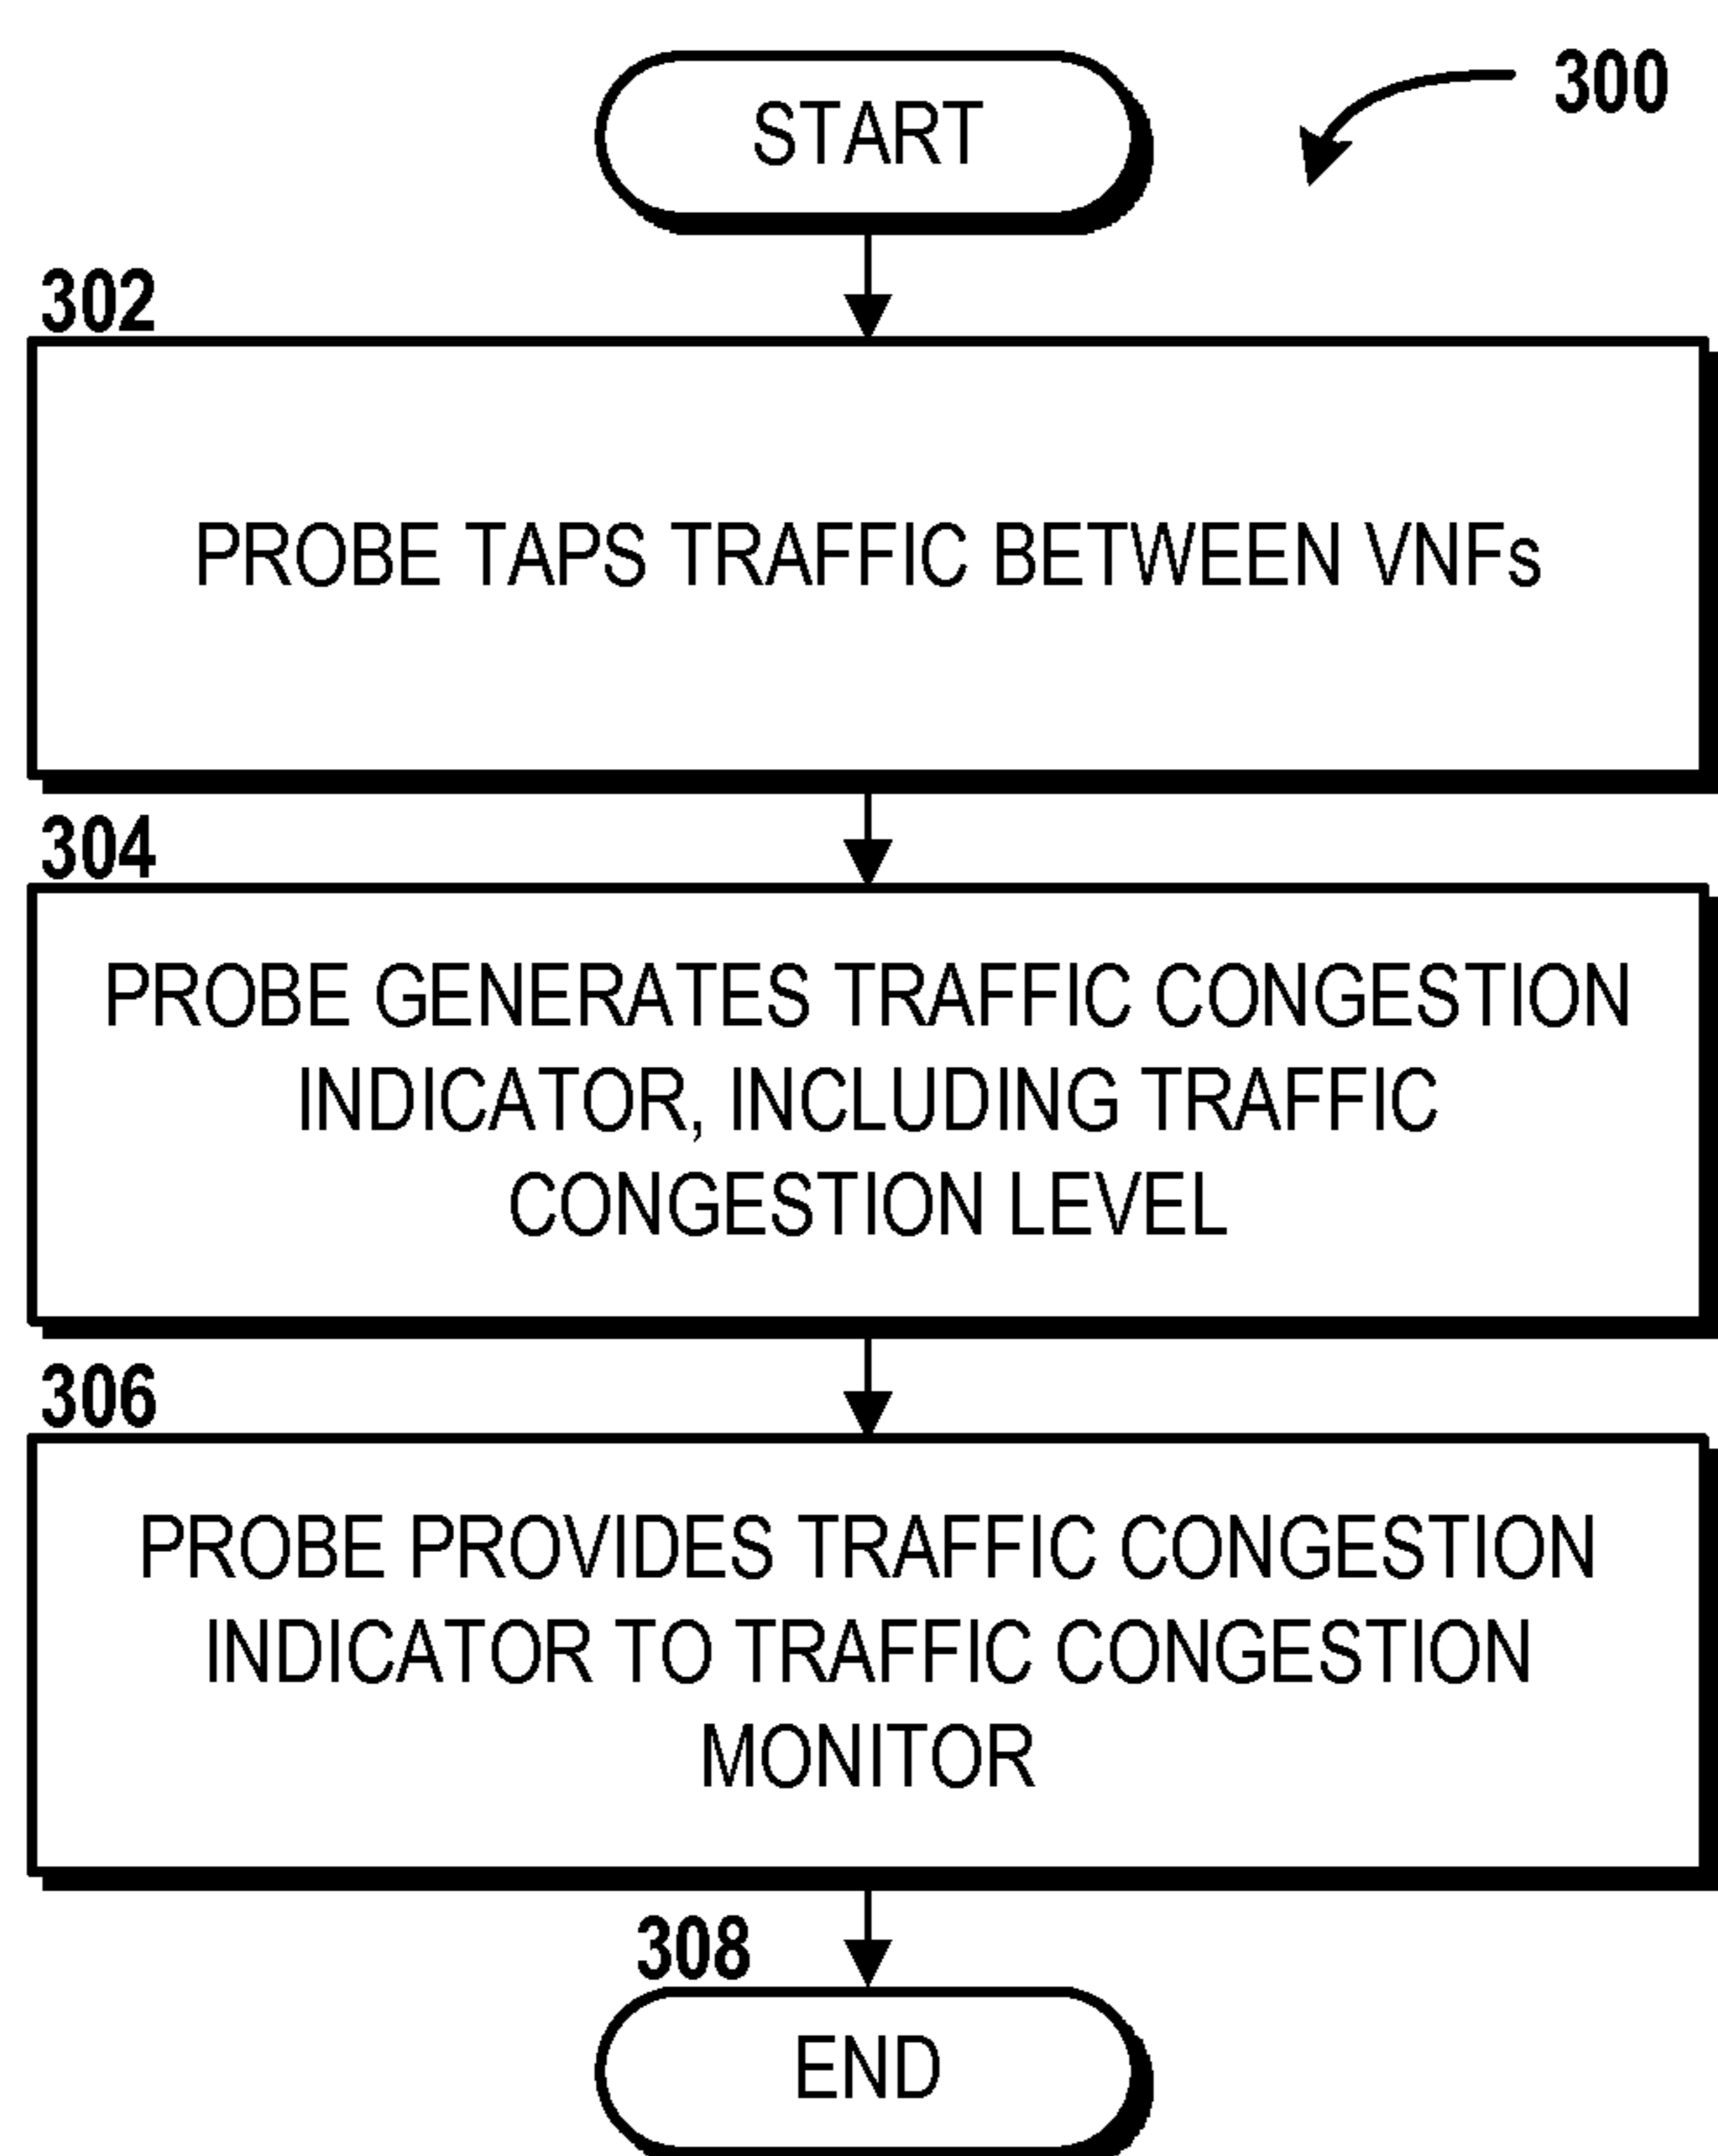 START
300
302
PROBE TAPS TRAFFIC BETWEEN VNFs
304
PROBE GENERATES TRAFFIC CONGESTION
INDICATOR, INCLUDING TRAFFIC
CONGESTION LEVEL
306
PROBE PROVIDES TRAFFIC CONGESTION
INDICATOR TO TRAFFIC CONGESTION
MONITOR
308
END